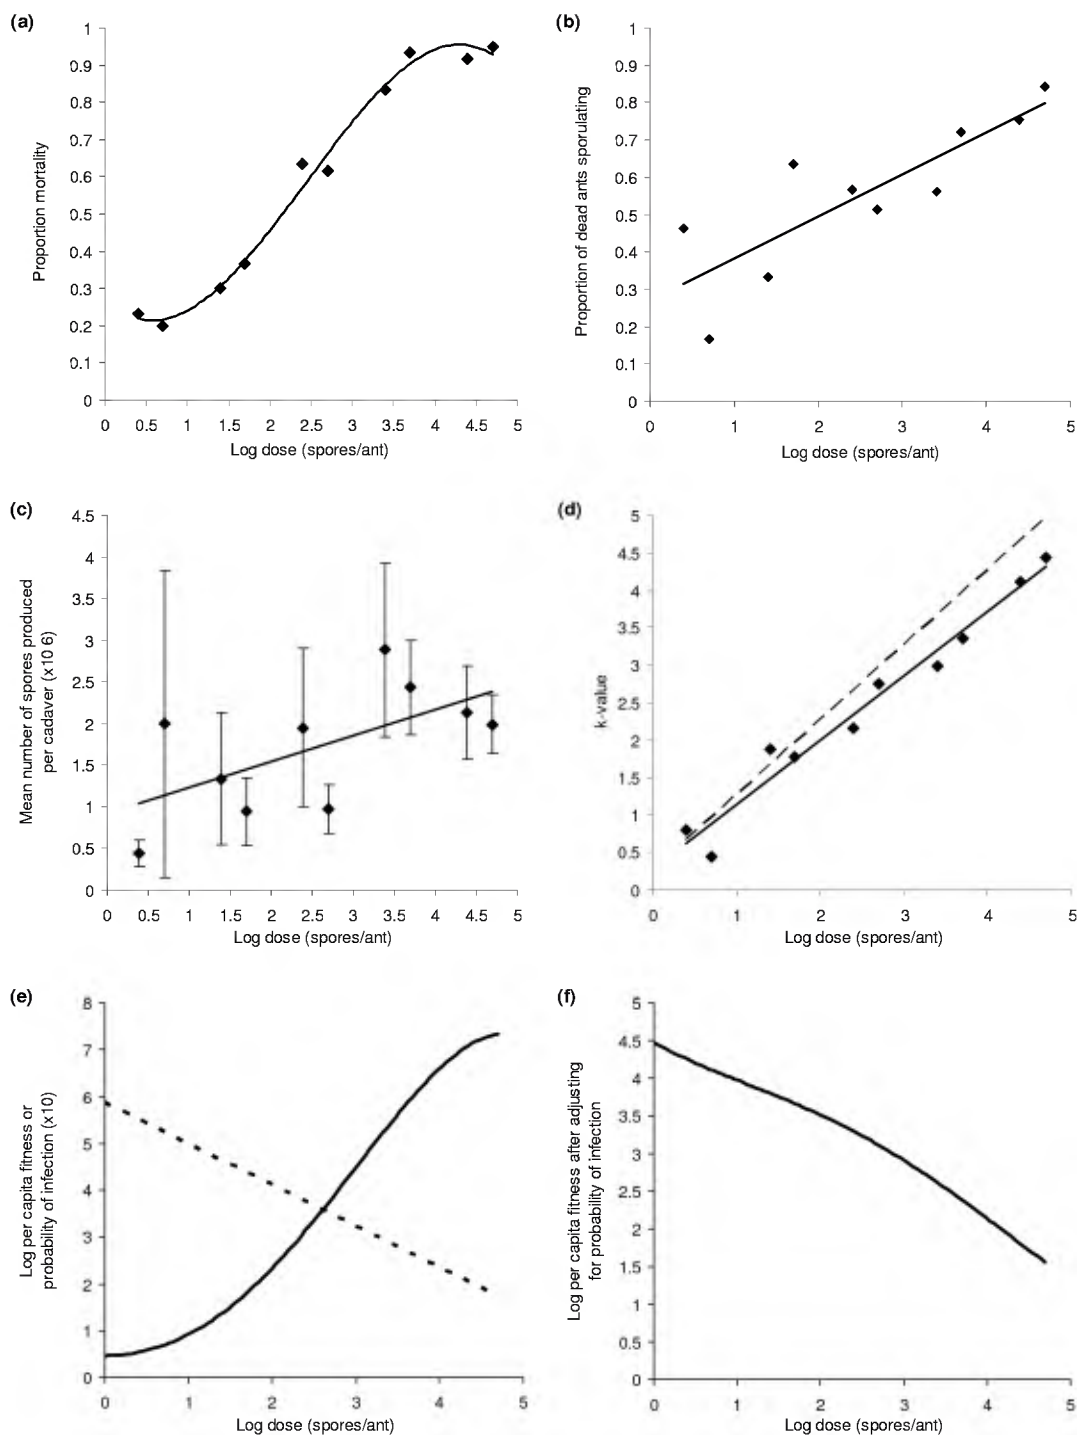 (a)
1
0.9
0.8
0.7
0.6
0.5
0.4
0.3
0.2
0.1
0
Proportion mortality
0 0.5 1 1.5 2 2.5 3 3.5 4 4.5 5
Log dose (spores/ant)
(b)
1
0.9
0.8
0.7
0.6
0.5
0.4
0.3
0.2
0.1
0
Proportion of dead ants sporulating
0 1 2 3 4 5
Log dose (spores/ant)
(c)
4.5
4
3.5
3
2.5
2
1.5
1
0.5
0
Mean number of spores produced
per cadaver (x10 6)
0 0.5 1 1.5 2 2.5 3 3.5 4 4.5 5
Log dose (spores/ant)
(d)
5
4.5
4
3.5
3
2.5
2
1.5
1
0.5
0
k-value
0 1 2 3 4 5
Log dose (spores/ant)
(e)
8
7
6
5
4
3
2
1
0
Log per capita fitness or
probability of infection (x10)
0 1 2 3 4 5
Log dose (spores/ant)
(f)
5
4.5
4
3.5
3
2.5
2
1.5
1
0.5
0
Log per capita fitness after adjusting
for probability of infection
0 1 2 3 4 5
Log dose (spores/ant)